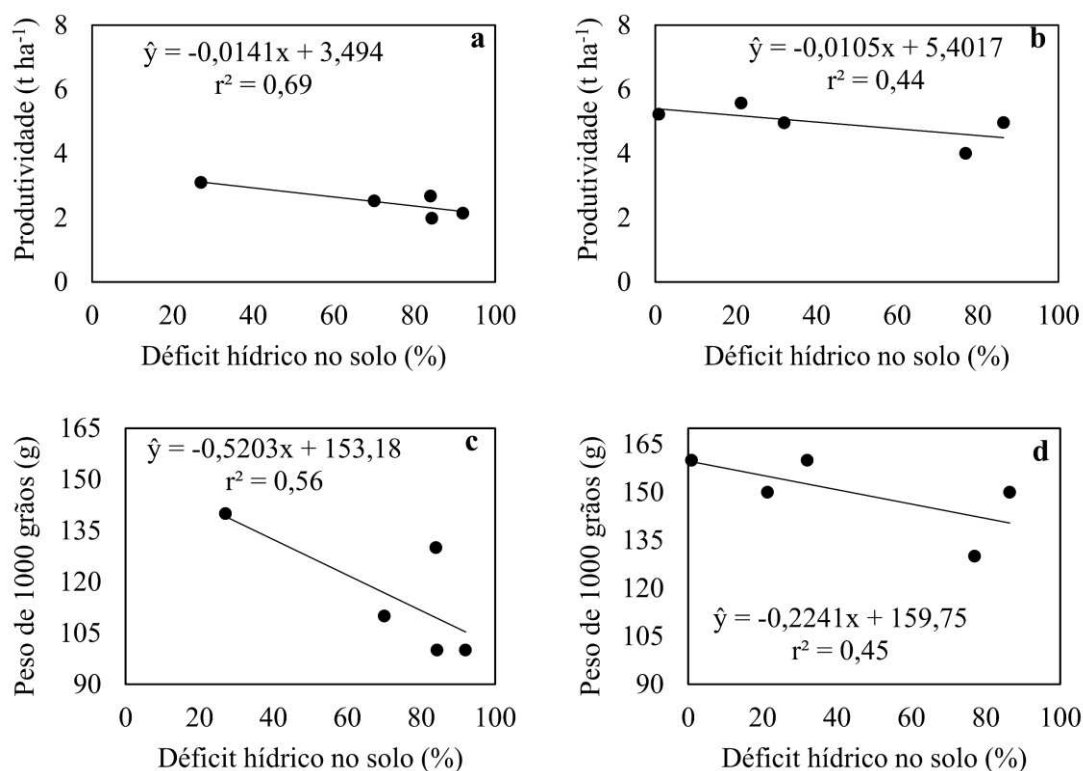 a
ŷ = -0,0141x + 3,494
r² = 0,69
Produtividade (t ha⁻¹)
8
6
4
2
0
0 20 40 60 80 100
Déficit hídrico no solo (%)
b
ŷ = -0,0105x + 5,4017
r² = 0,44
Produtividade (t ha⁻¹)
8
6
4
2
0
0 20 40 60 80 100
Déficit hídrico no solo (%)
c
ŷ = -0,5203x + 153,18
r² = 0,56
Peso de 1000 grãos (g)
165
150
135
120
105
90
0 20 40 60 80 100
Déficit hídrico no solo (%)
d
Peso de 1000 grãos (g)
165
150
135
120
105
90
ŷ = -0,2241x + 159,75
r² = 0,45
0 20 40 60 80 100
Déficit hídrico no solo (%)